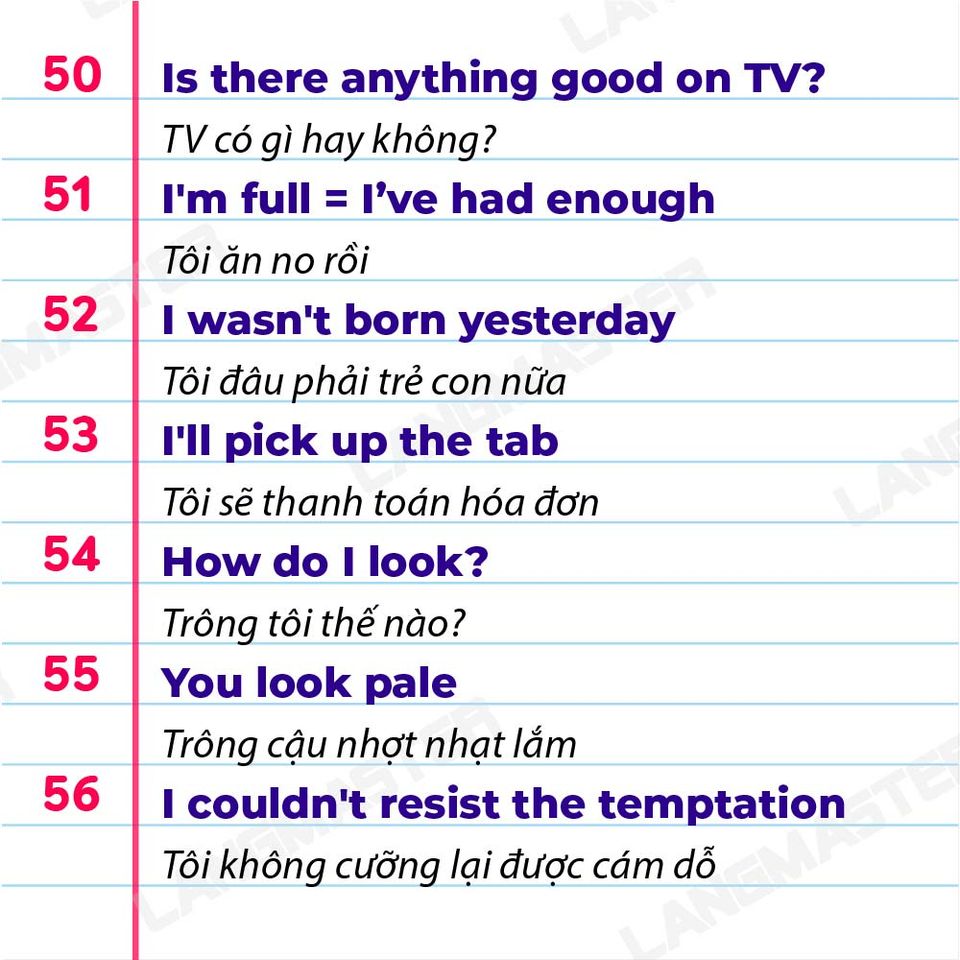 50 Is there anything good on TV?
TV có gì hay không?
51 I'm full = I’ve had enough
Tôi ăn no rồi
52 I wasn't born yesterday
Tôi đâu phải trẻ con nữa
53 I'll pick up the tab
Tôi sẽ thanh toán hóa đơn
54 How do I look?
Trông tôi thế nào?
55 You look pale
Trông cậu nhợt nhạt lắm
56 I couldn't resist the temptation
Tôi không cưỡng lại được cám dỗ
LANGMASTER
LANGMASTER
LANGMASTER
LANGMASTER